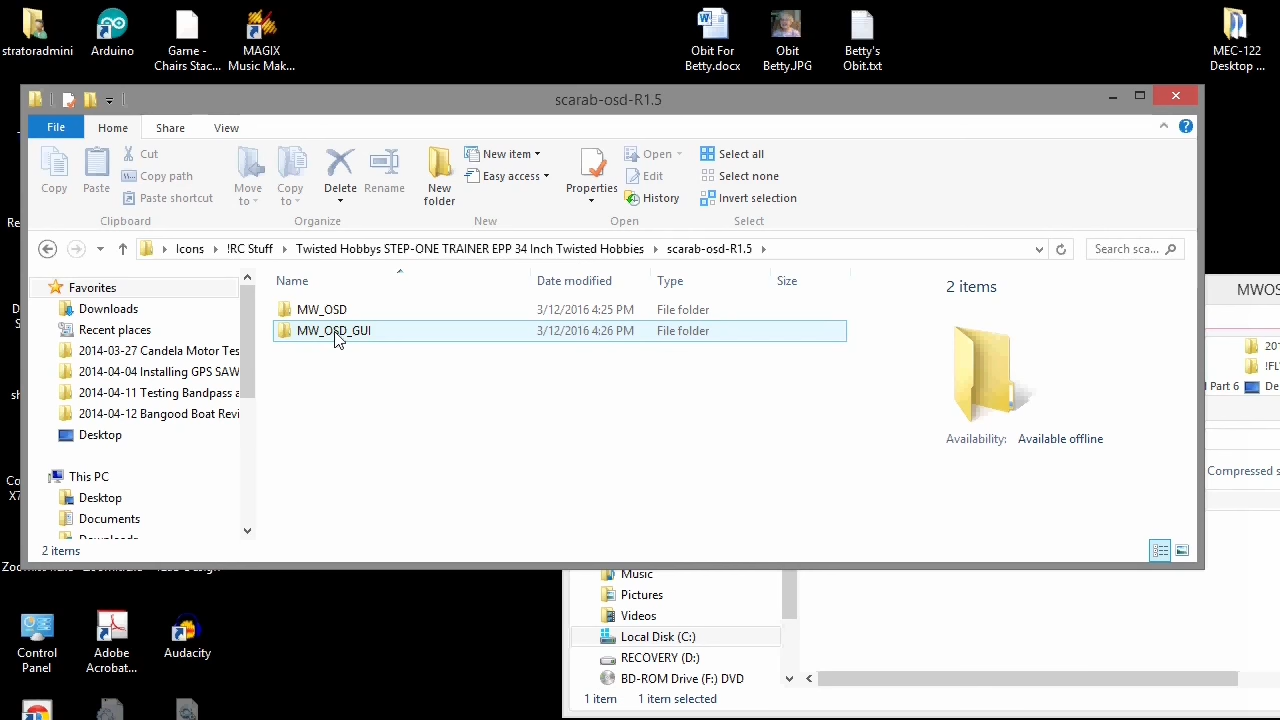 stratoradmini
Arduino
Game -
Chairs Stac...
MAGIX
Music Mak...
Obit For
Betty.docx
Obit
Betty.JPG
Betty's
Obit.txt
MEC-122
Desktop ...
scarab-osd-R1.5
File
Home
Share
View
Copy
Paste
Cut
Copy path
Paste shortcut
Clipboard
Move
to
Copy
to
Delete
Rename
Organize
New
folder
New item
Easy access
New
Properties
Open
Edit
History
Open
Select all
Select none
Invert selection
Select
Icons
!RC Stuff
Twisted Hobbys STEP-ONE TRAINER EPP 34 Inch Twisted Hobbies
scarab-osd-R1.5
Search sca...
Name
Date modified
Type
Size
MW_OSD 3/12/2016 4:25 PM File folder
MW_OSD_GUI 3/12/2016 4:26 PM File folder
2 items
Availability: Available offline
Favorites
Downloads
Recent places
2014-03-27 Candela Motor Tes
2014-04-04 Installing GPS SAW
2014-04-11 Testing Bandpass a
2014-04-12 Bangood Boat Revi
Desktop
This PC
Desktop
Documents
Downloads
2 items
MWOS
201
!FLY
Part 6
De
Compressed s
Music
Pictures
Videos
Local Disk (C:)
RECOVERY (D:)
BD-ROM Drive (F:) DVD
1 item 1 item selected
Control
Panel
Adobe
Acrobat...
Audacity